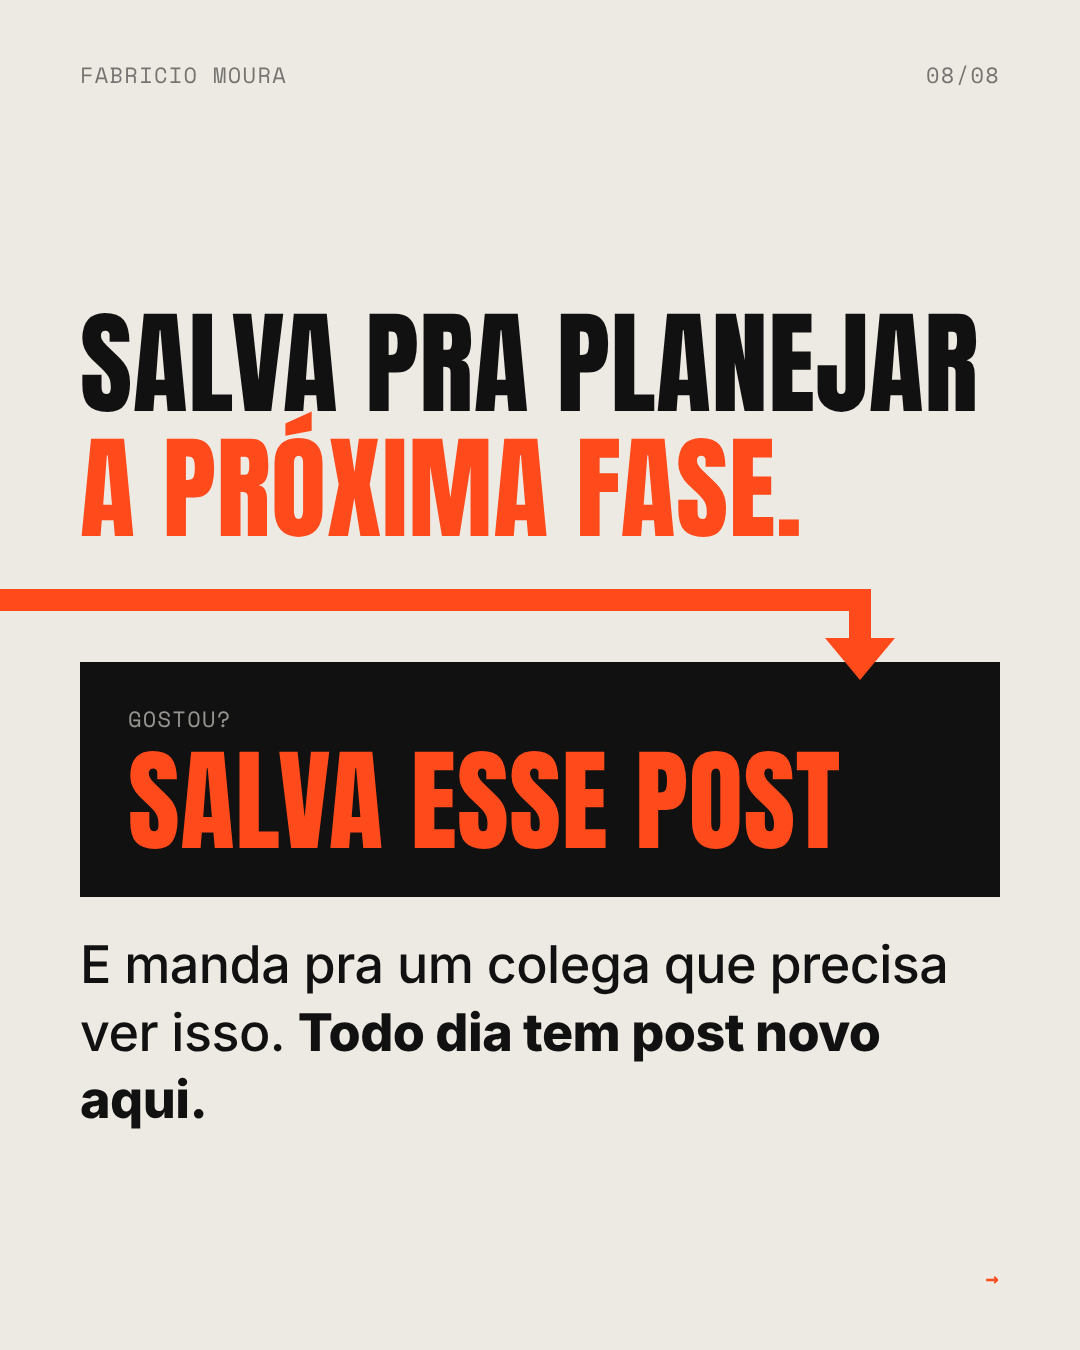 FABRICIO MOURA
08/08
SALVA PRA PLANEJAR
A PRÓXIMA FASE.
GOSTOU?
SALVA ESSE POST
E manda pra um colega que precisa
ver isso. Todo dia tem post novo
aqui.
→